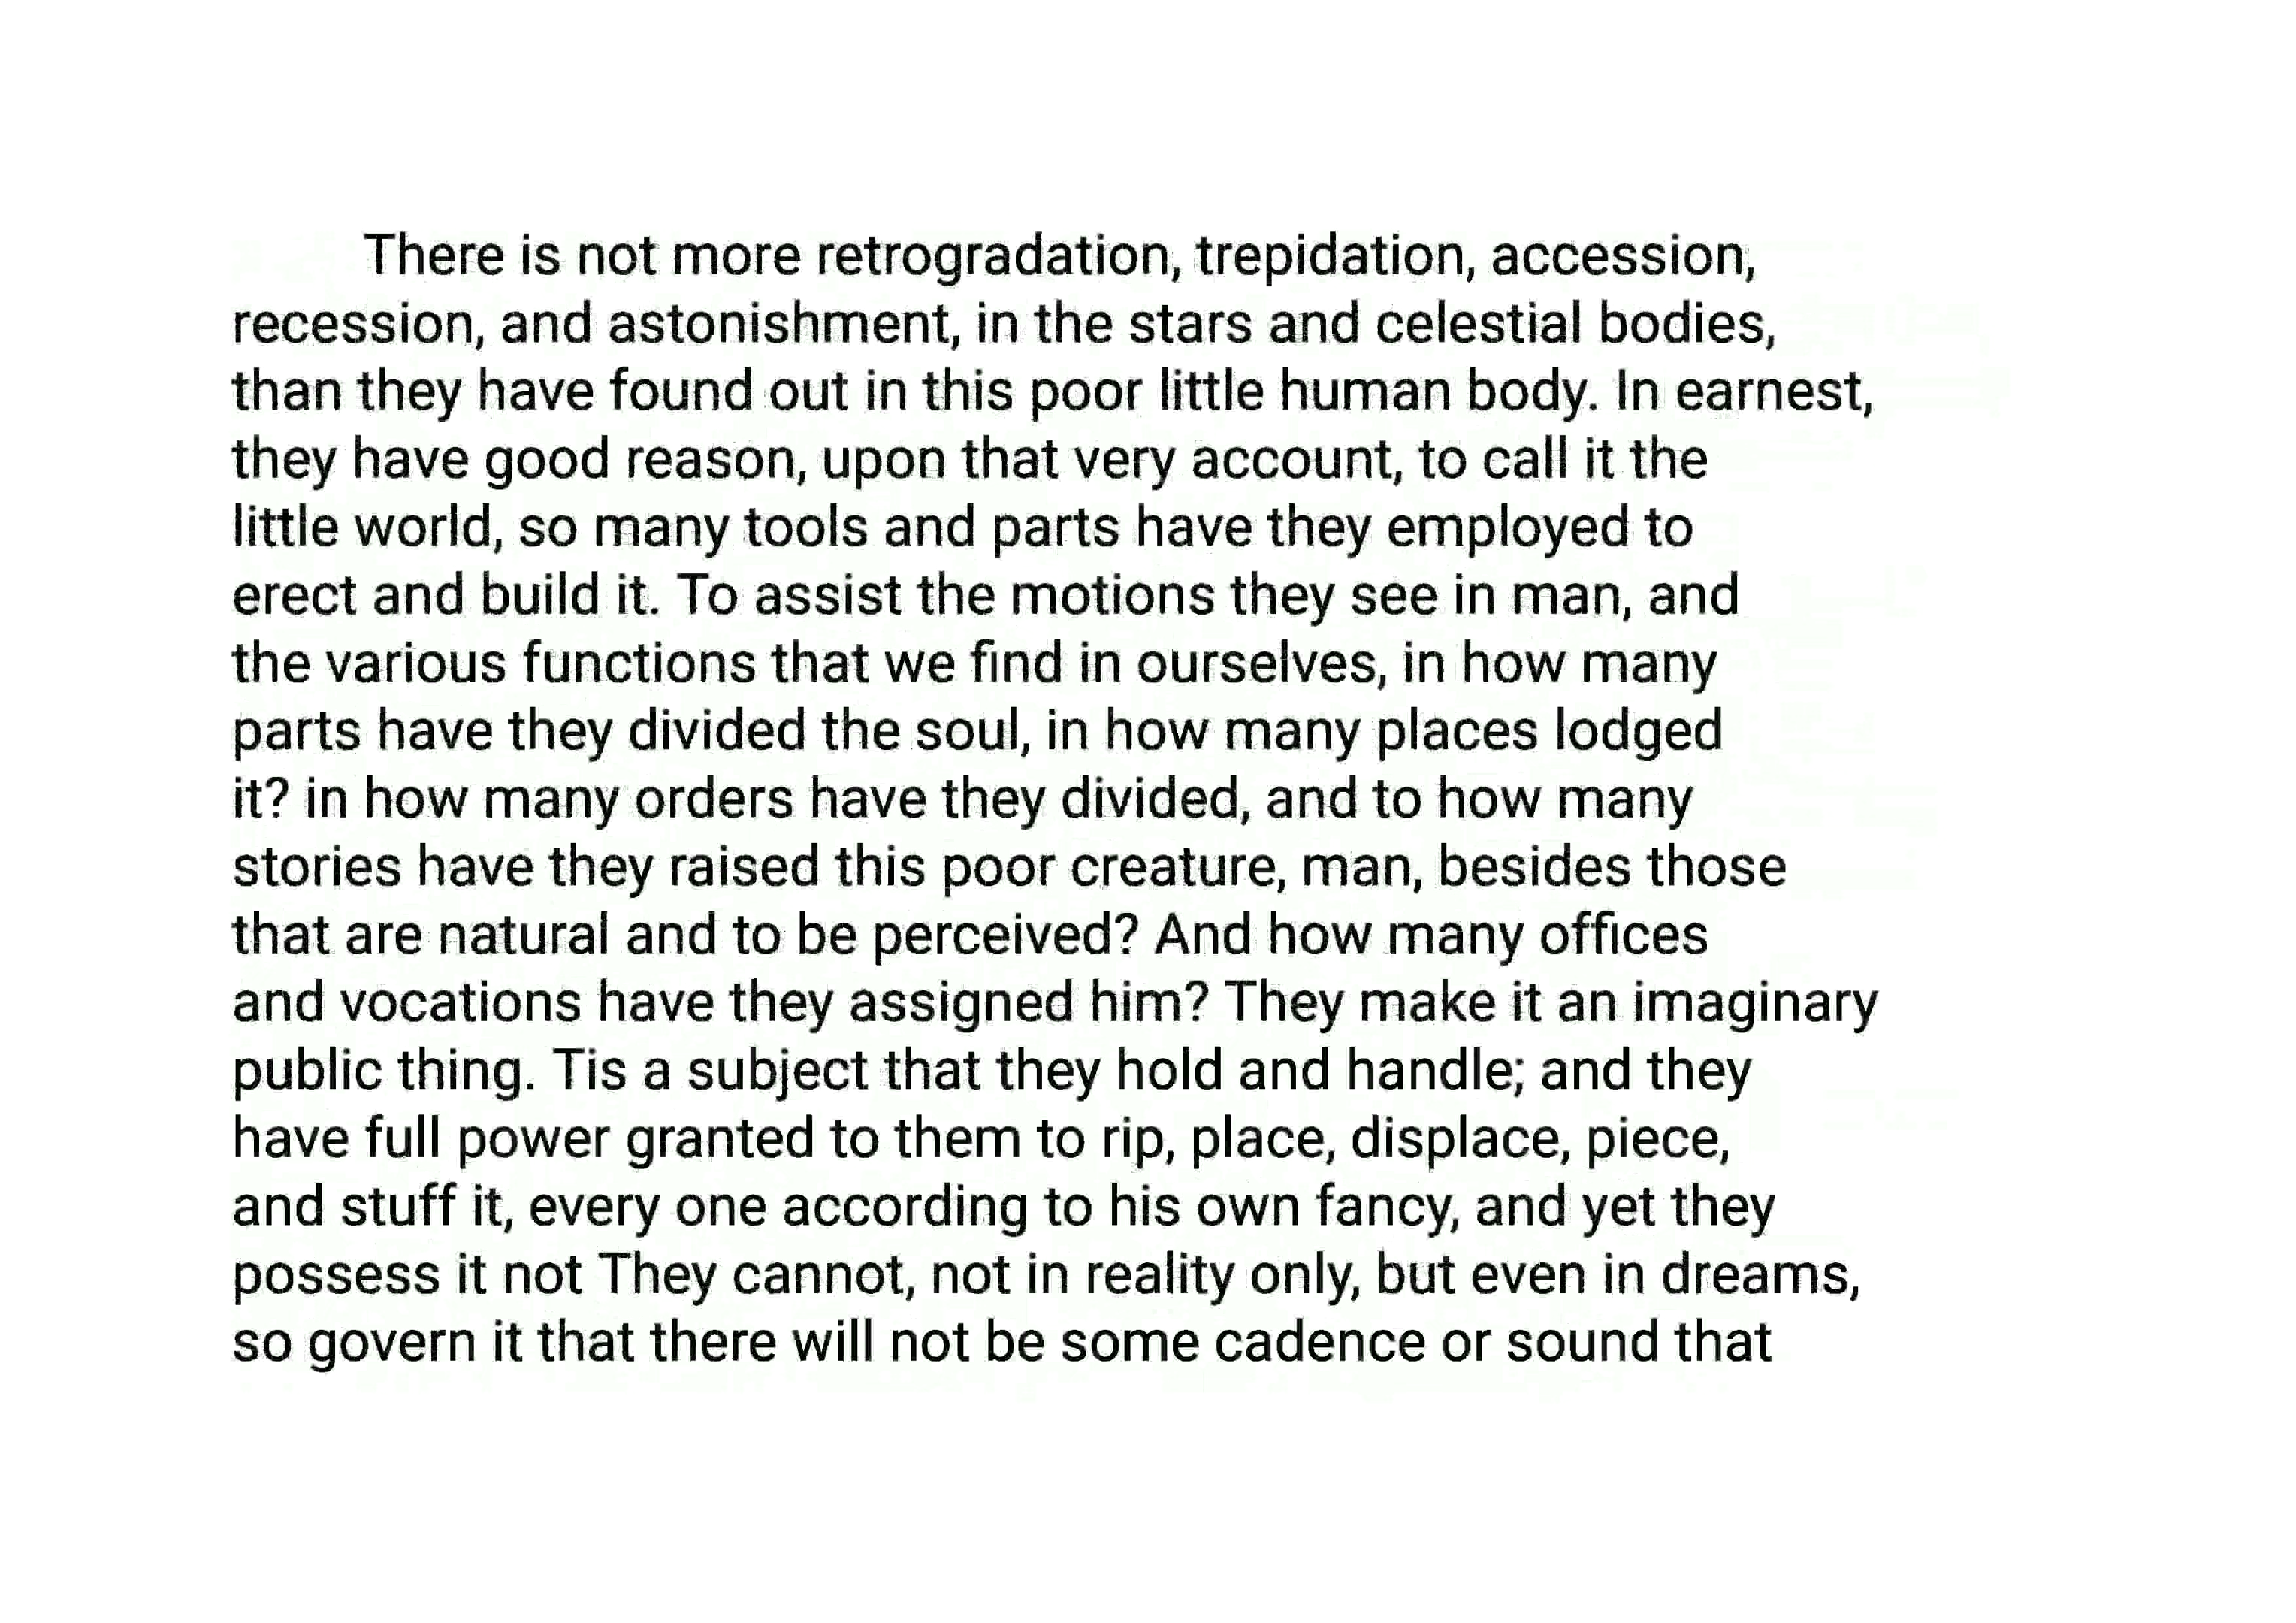 There is not more retrogradation, trepidation, accession,
recession, and astonishment, in the stars and celestial bodies,
than they have found out in this poor little human body. In earnest,
they have good reason, upon that very account, to call it the
little world, so many tools and parts have they employed to
erect and build it. To assist the motions they see in man, and
the various functions that we find in ourselves, in how many
parts have they divided the soul, in how many places lodged
it? in how many orders have they divided, and to how many
stories have they raised this poor creature, man, besides those
that are natural and to be perceived? And how many offices
and vocations have they assigned him? They make it an imaginary
public thing. Tis a subject that they hold and handle; and they
have full power granted to them to rip, place, displace, piece,
and stuff it, every one according to his own fancy, and yet they
possess it not They cannot, not in reality only, but even in dreams,
so govern it that there will not be some cadence or sound that